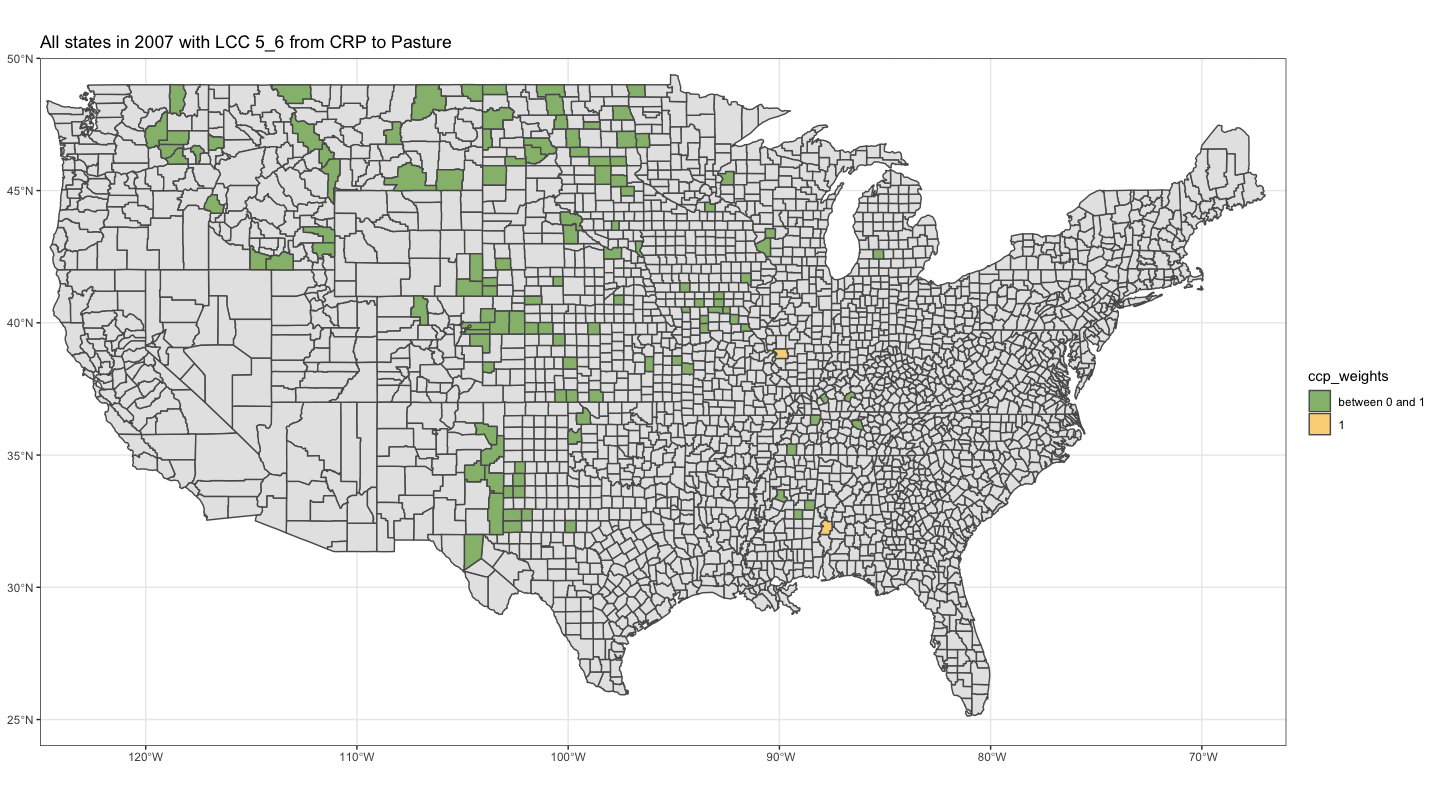 All states in 2007 with LCC 5_6 from CRP to Pasture
50°N
45°N
40°N
35°N
30°N
25°N
120°W
110°W
100°W
90°W
80°W
70°W
ccp_weights
between 0 and 1
1